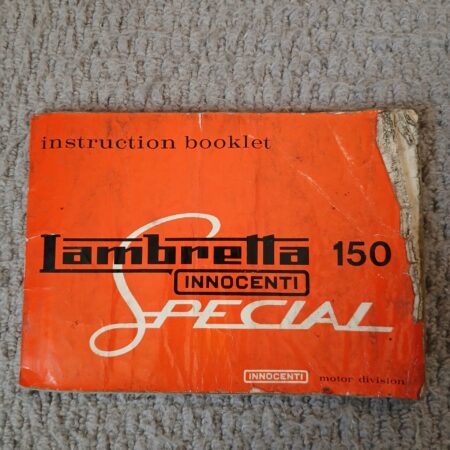 instruction booklet
Lambretta 150
INNOCENTI
SPECIAL
INNOCENTI motor division